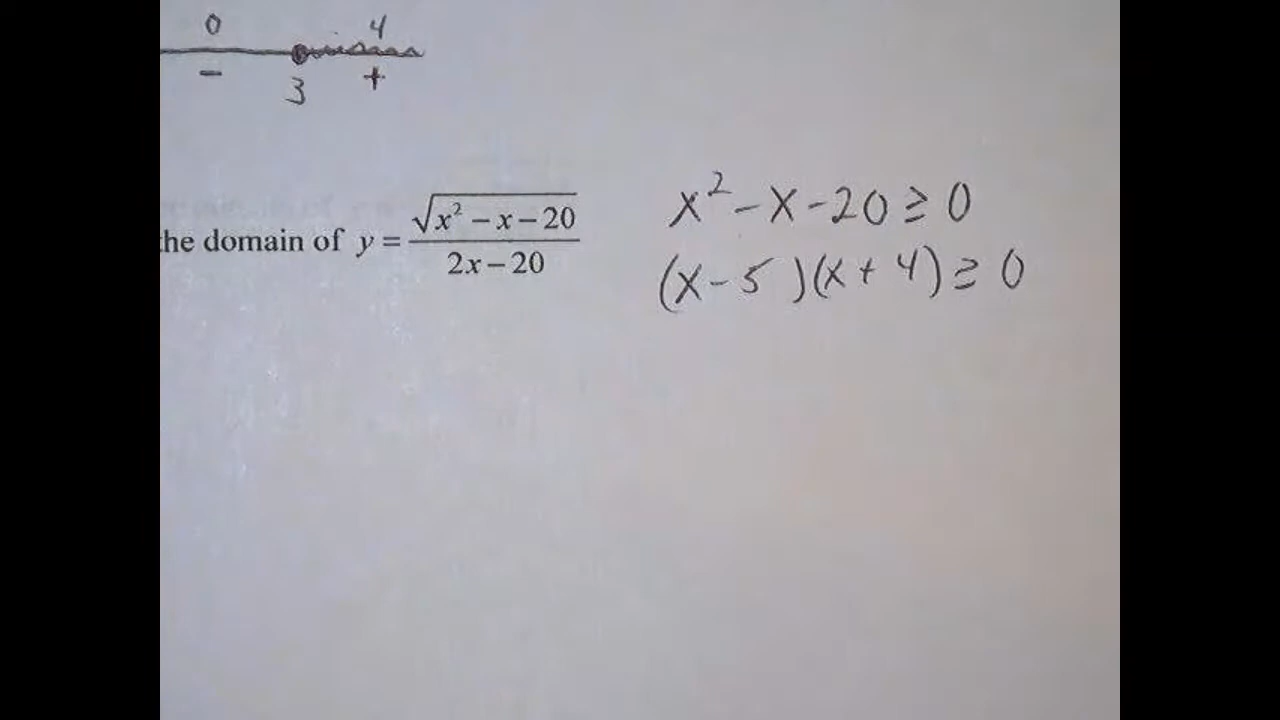 0 4
- 3 +
the domain of y = √(x² - x - 20) / (2x - 20)
x² - x - 20 ≥ 0
(x - 5)(x + 4) ≥ 0